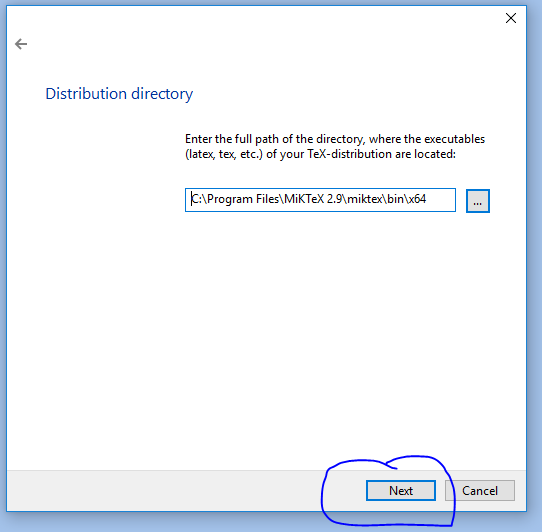 Distribution directory
Enter the full path of the directory, where the executables
(latex, tex, etc.) of your TeX-distribution are located:
C:\Program Files\MiKTeX 2.9\miktex\bin\x64
...
Next
Cancel